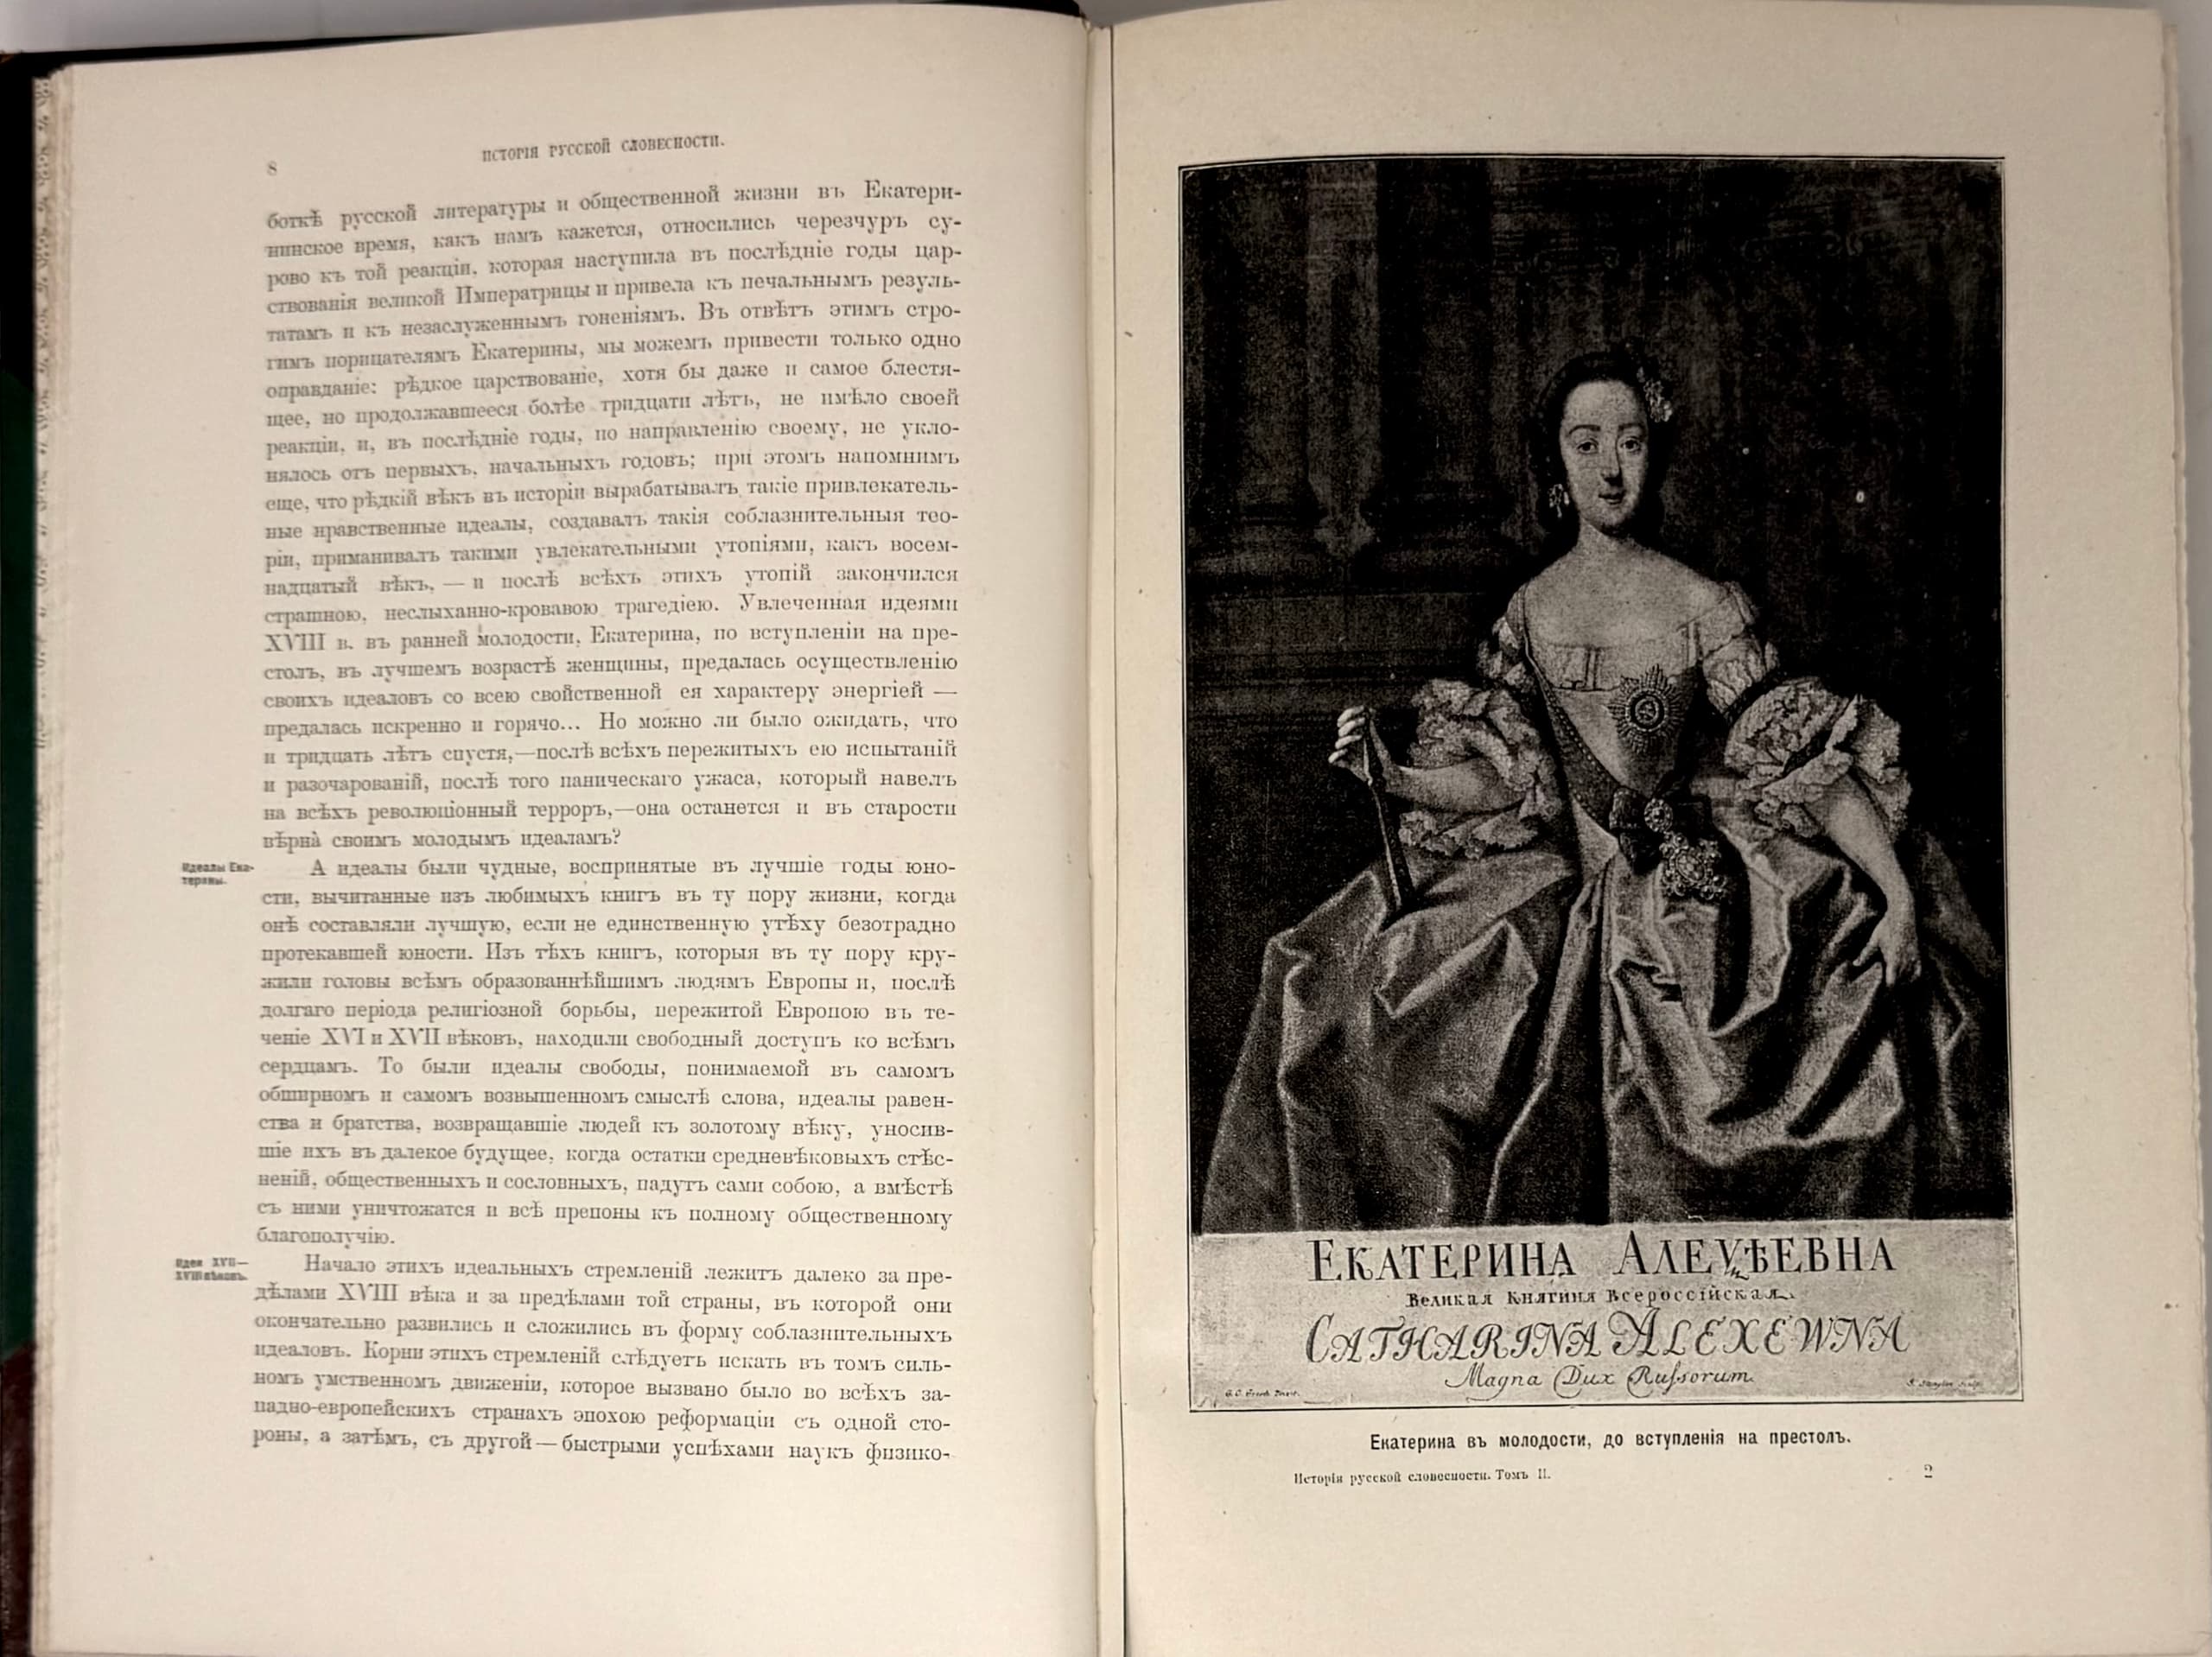 8
ИСТОРІЯ РУССКОЙ СЛОВЕСНОСТИ.
боткѣ русской литературы и общественной жизни въ Екатери-
нинское время, какъ намъ кажется, относились черезчуръ су-
рово къ той реакціи, которая наступила въ послѣдніе годы цар-
ствованія великой Императрицы и привела къ печальнымъ резуль-
татамъ и къ незаслуженнымъ гоненіямъ. Въ отвѣтъ этимъ стро-
гимъ порицателямъ Екатерины, мы можемъ привести только одно
оправданіе: рѣдкое царствованіе, хотя бы даже и самое блестя-
щее, но продолжавшееся болѣе тридцати лѣтъ, не имѣло своей
реакціи, и, въ послѣдніе годы, по направленію своему, не укло-
нялось отъ первыхъ, начальныхъ годовъ; при этомъ напомнимъ
еще, что рѣдкій вѣкъ въ исторіи вырабатывалъ такіе привлекатель-
ные нравственные идеалы, создавалъ такія соблазнительныя тео-
ріи, приманивалъ такими увлекательными утопіями, какъ восем-
надцатый вѣкъ, — и послѣ всѣхъ этихъ утопій закончился
страшною, неслыханно-кровавою трагедіею. Увлеченная идеями
XVIII в. въ ранней молодости, Екатерина, по вступленіи на пре-
столъ, въ лучшемъ возрастѣ женщины, предалась осуществленію
своихъ идеаловъ со всею свойственной ея характеру энергіей —
предалась искренно и горячо... Но можно ли было ожидать, что
и тридцать лѣтъ спустя,—послѣ всѣхъ пережитыхъ ею испытаній
и разочарованій, послѣ того паническаго ужаса, который навелъ
на всѣхъ революціонный терроръ,—она останется и въ старости
вѣрна̀ своимъ молодымъ идеаламъ?
Идеалы Ека-
терины.
А идеалы были чудные, воспринятые въ лучшіе годы юно-
сти, вычитанные изъ любимыхъ книгъ въ ту пору жизни, когда
онѣ составляли лучшую, если не единственную утѣху безотрадно
протекавшей юности. Изъ тѣхъ книгъ, которыя въ ту пору кру-
жили головы всѣмъ образованнѣйшимъ людямъ Европы и, послѣ
долгаго періода религіозной борьбы, пережитой Европою въ те-
ченіе XVI и XVII вѣковъ, находили свободный доступъ ко всѣмъ
сердцамъ. То были идеалы свободы, понимаемой въ самомъ
обширномъ и самомъ возвышенномъ смыслѣ слова, идеалы равен-
ства и братства, возвращавшіе людей къ золотому вѣку, уносив-
шіе ихъ въ далекое будущее, когда остатки средневѣковыхъ стѣс-
неній, общественныхъ и сословныхъ, падутъ сами собою, а вмѣстѣ
съ ними уничтожатся и всѣ препоны къ полному общественному
благополучію.
Идеи XVII—
XVIII вѣковъ.
Начало этихъ идеальныхъ стремленій лежитъ далеко за пре-
дѣлами XVIII вѣка и за предѣлами той страны, въ которой они
окончательно развились и сложились въ форму соблазнительныхъ
идеаловъ. Корни этихъ стремленій слѣдуетъ искать въ томъ силь-
номъ умственномъ движеніи, которое вызвано было во всѣхъ за-
падно-европейскихъ странахъ эпохою реформаціи съ одной сто-
роны, а затѣмъ, съ другой — быстрыми успѣхами наукъ физико-
ЕКАТЕРИНА АЛЕѮѢЕВНА
Великая Княгиня Всероссійская
CATHARINA ALEXEWNA
Magna Dux Russorum
Екатерина въ молодости, до вступленія на престолъ.
Исторія русской словесности. Томъ II.
2